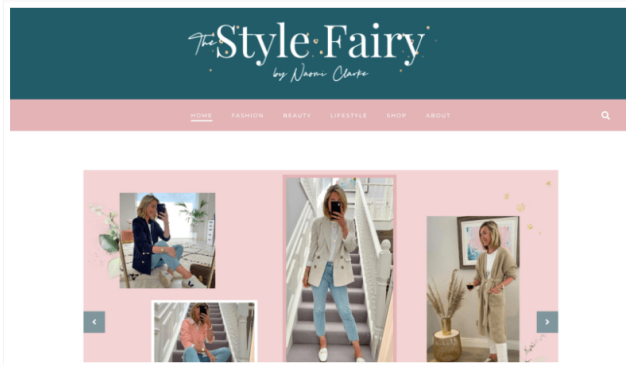 The Style Fairy
by Naomi Clarke
HOME FASHION BEAUTY LIFESTYLE SHOP ABOUT